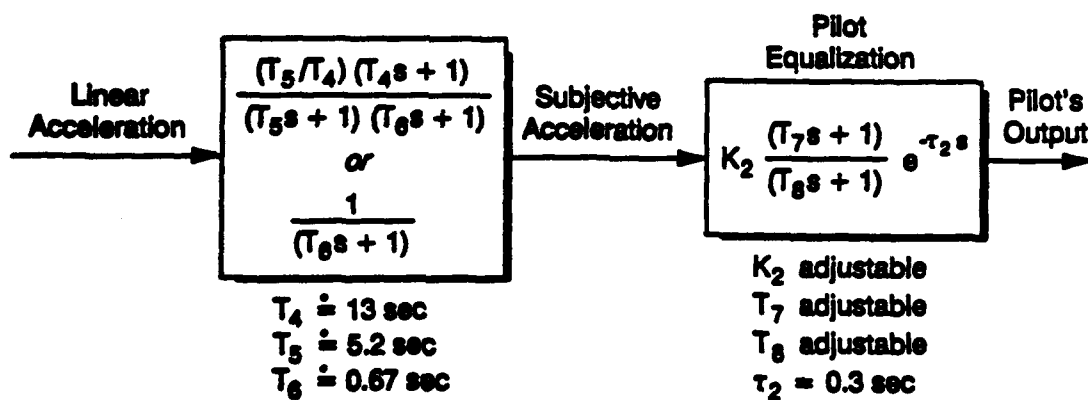 Linear
Acceleration
(T₅/T₄) (T₄s + 1)
(T₅s + 1) (T₆s + 1)
or
1
(T₆s + 1)
T₄ ≐ 13 sec
T₅ ≐ 5.2 sec
T₆ ≐ 0.67 sec
Subjective
Acceleration
Pilot
Equalization
K₂ (T₇s + 1) / (T₈s + 1) e^-τ₂s
K₂ adjustable
T₇ adjustable
T₈ adjustable
τ₂ = 0.3 sec
Pilot's
Output